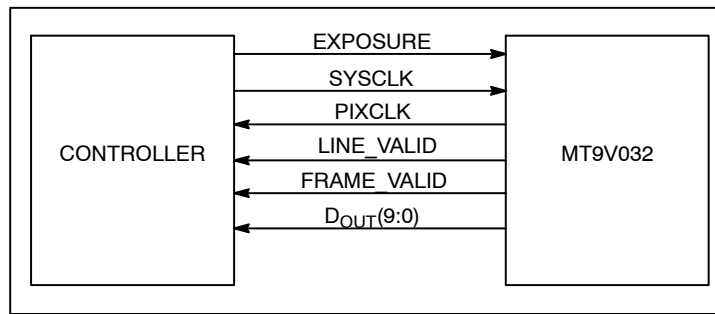 EXPOSURE
SYSCLK
PIXCLK
CONTROLLER
LINE_VALID
MT9V032
FRAME_VALID
DOUT(9:0)